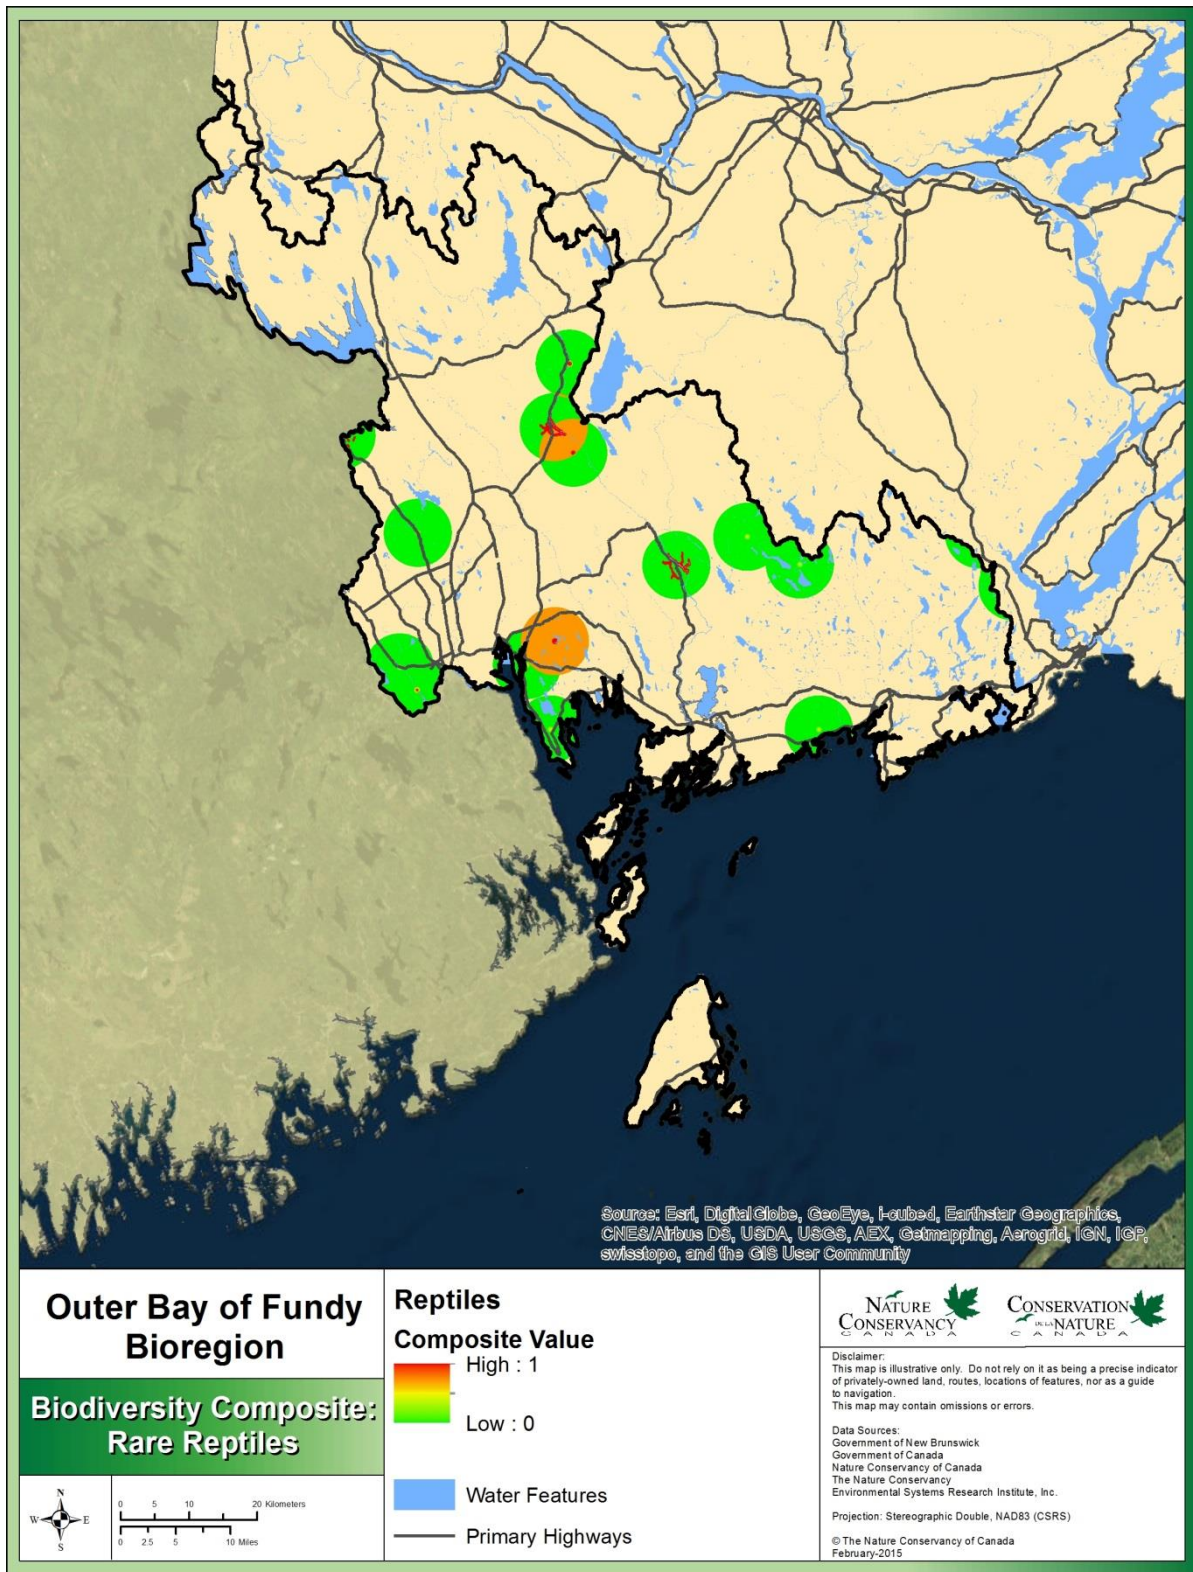 Source: Esri, DigitalGlobe, GeoEye, i-cubed, Earthstar Geographics,
CNES/Airbus DS, USDA, USGS, AEX, Getmapping, Aerogrid, IGN, IGP,
swisstopo, and the GIS User Community
Outer Bay of Fundy
Bioregion
Biodiversity Composite:
Rare Reptiles
N
W E
S
0 5 10 20 Kilometers
0 2.5 5 10 Miles
Reptiles
Composite Value
High : 1
Low : 0
Water Features
Primary Highways
NATURE
CONSERVANCY
CANADA
CONSERVATION
DE LA NATURE
CANADA
Disclaimer:
This map is illustrative only. Do not rely on it as being a precise indicator
of privately-owned land, routes, locations of features, nor as a guide
to navigation.
This map may contain omissions or errors.
Data Sources:
Government of New Brunswick
Government of Canada
Nature Conservancy of Canada
The Nature Conservancy
Environmental Systems Research Institute, Inc.
Projection: Stereographic Double, NAD83 (CSRS)
© The Nature Conservancy of Canada
February-2015